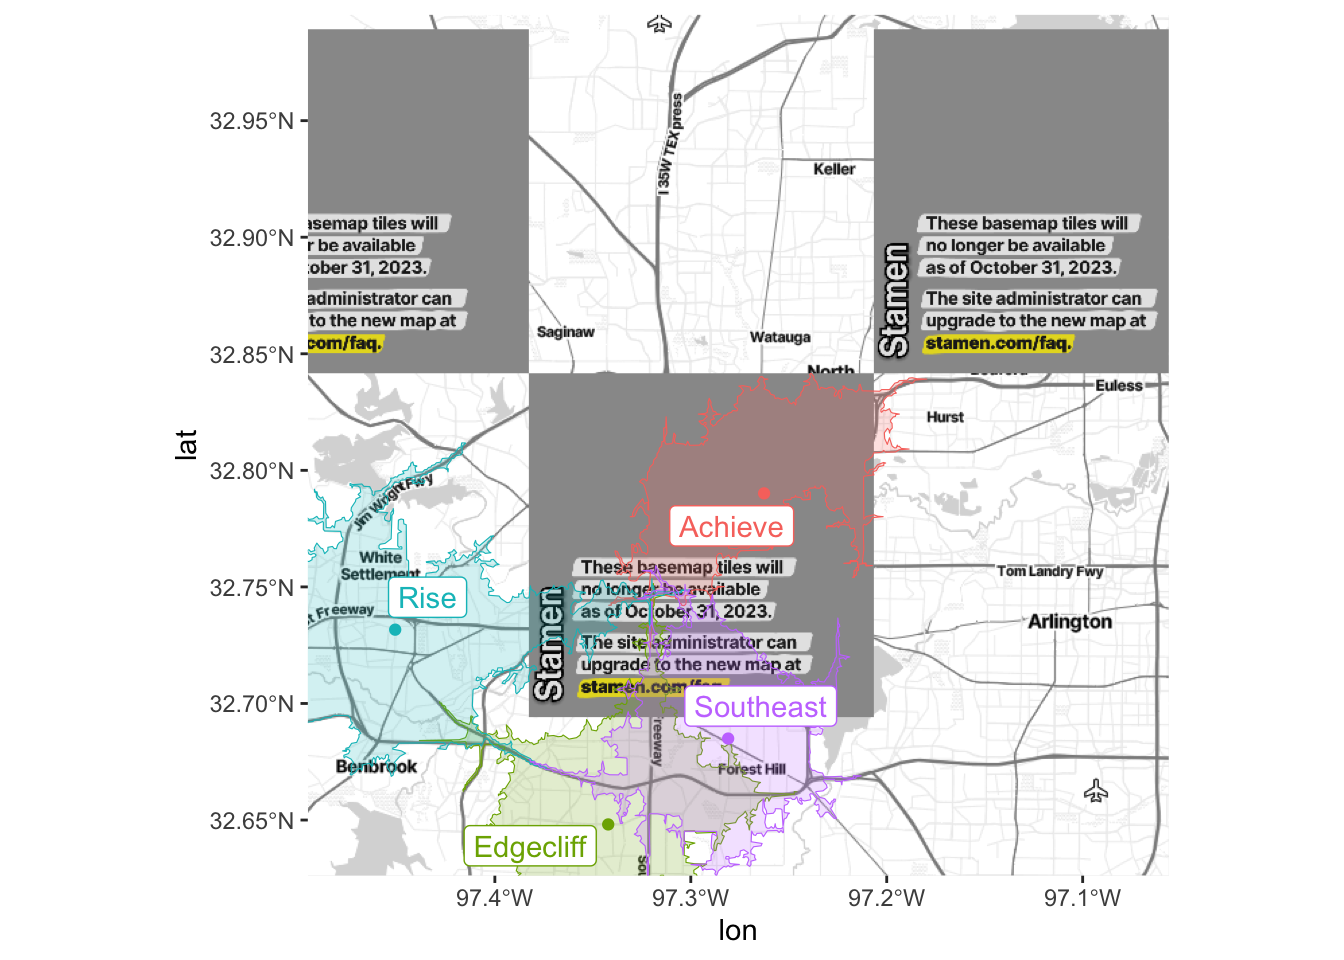 32.95°N
32.90°N
32.85°N
32.80°N
32.75°N
32.70°N
32.65°N
lat
97.4°W
97.3°W
97.2°W
97.1°W
lon
I 35W TEXpress
Keller
asemap tiles will
r be available
tober 31, 2023.
administrator can
to the new map at
com/faq.
Saginaw
Watauga
North
Stamen
These basemap tiles will
no longer be available
as of October 31, 2023.
The site administrator can
upgrade to the new map at
stamen.com/faq.
Euless
Hurst
Jim Wright Fwy
White
Settlement
t Freeway
Rise
Achieve
Stamen
These basemap tiles will
no longer be available
as of October 31, 2023.
The site administrator can
upgrade to the new map at
stamen.com/faq.
Tom Landry Fwy
Arlington
Southeast
reeway
Forest Hill
Benbrook
Edgecliff
Sou